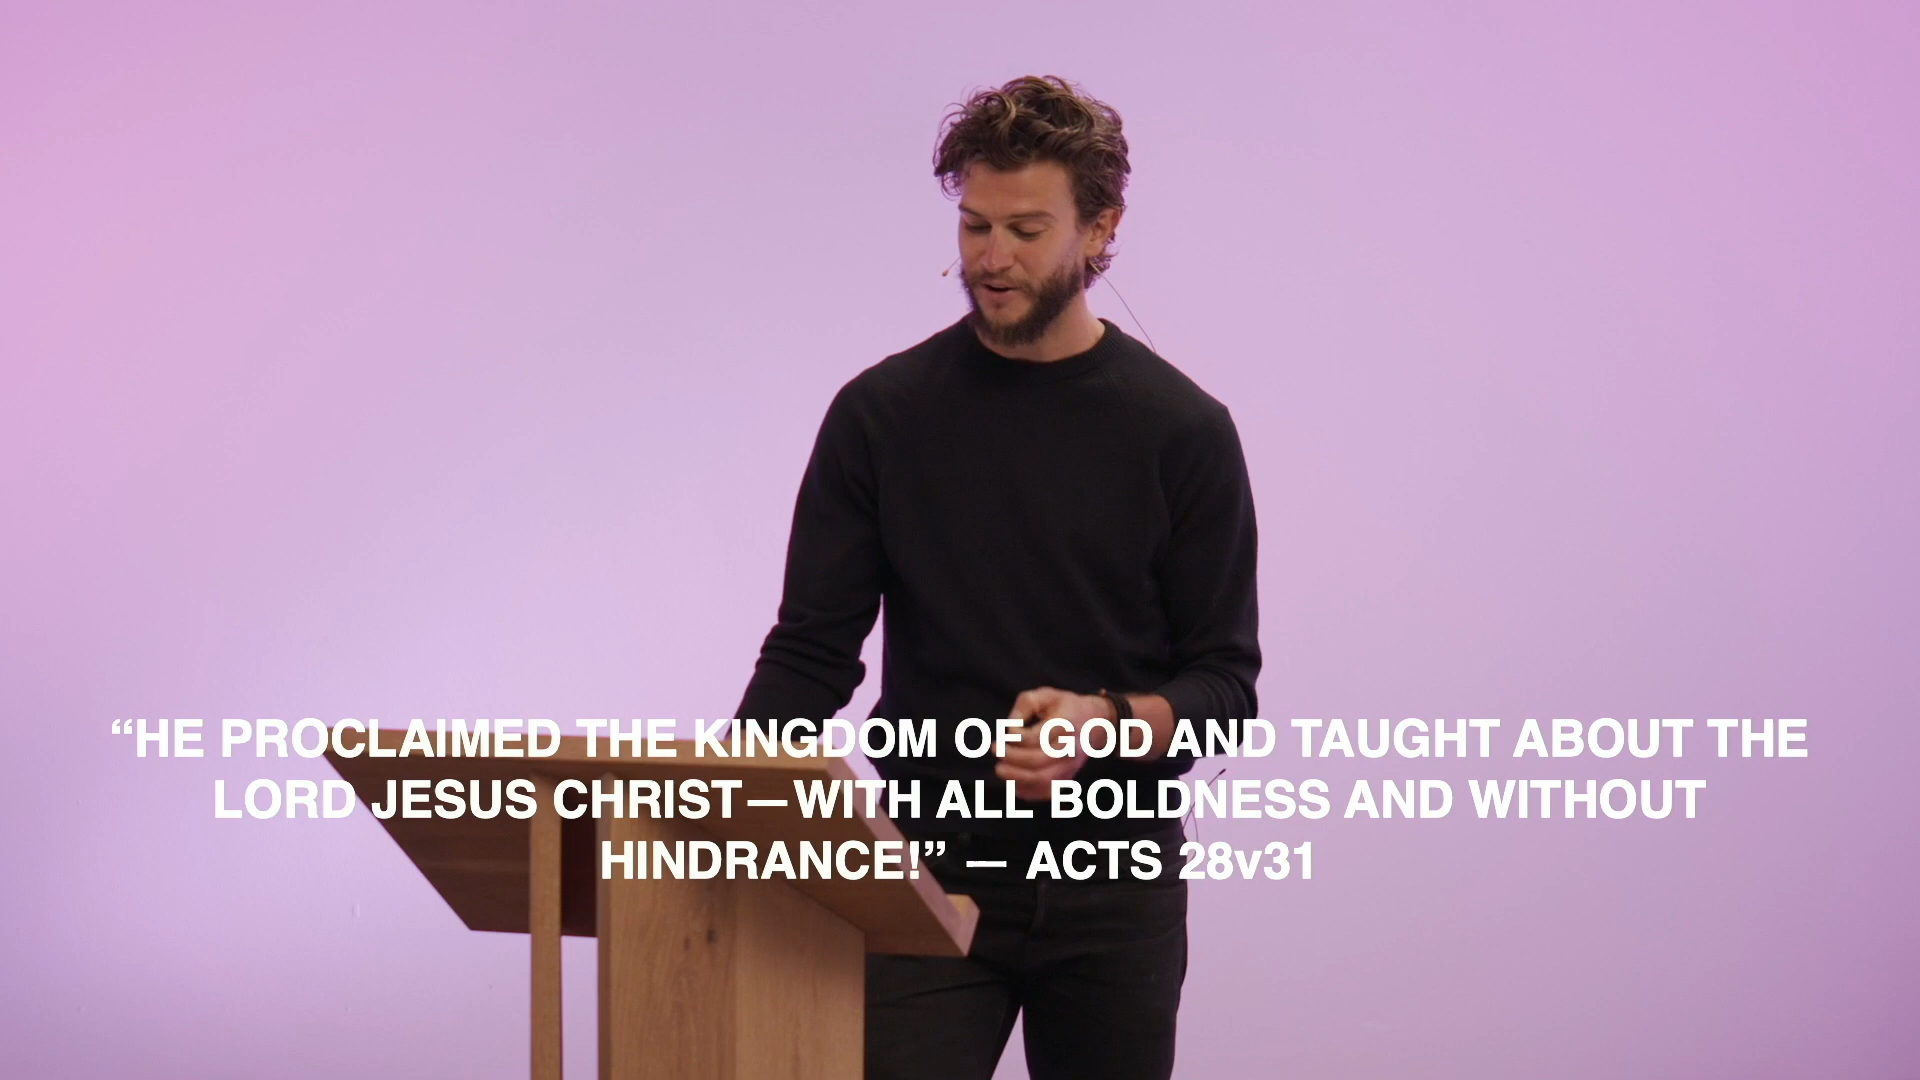 “HE PROCLAIMED THE KINGDOM OF GOD AND TAUGHT ABOUT THE
LORD JESUS CHRIST—WITH ALL BOLDNESS AND WITHOUT
HINDRANCE!” — ACTS 28v31